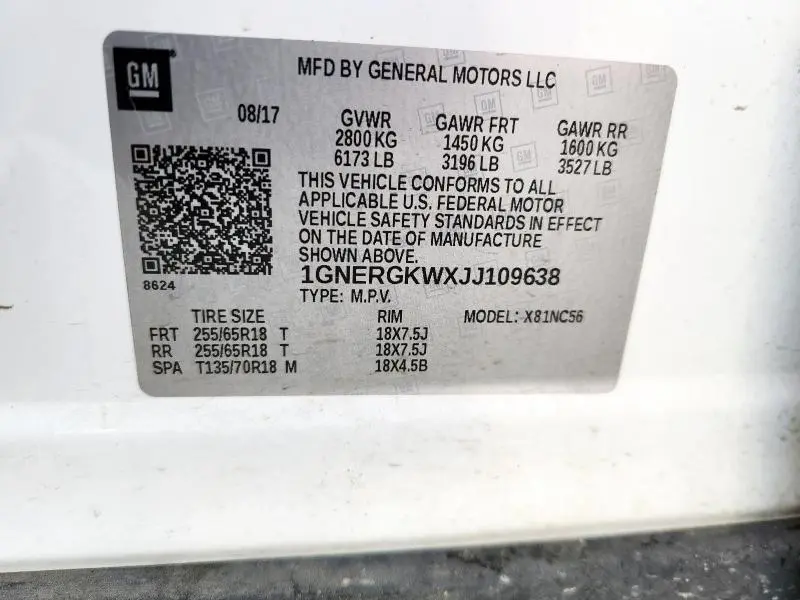 GM
MFD BY GENERAL MOTORS LLC
08/17
GVWR GAWR FRT GAWR RR
2800 KG 1450 KG 1600 KG
6173 LB 3196 LB 3527 LB
THIS VEHICLE CONFORMS TO ALL
APPLICABLE U.S. FEDERAL MOTOR
VEHICLE SAFETY STANDARDS IN EFFECT
ON THE DATE OF MANUFACTURE
SHOWN ABOVE.
1GNERGKWXJJ109638
8624
TYPE: M.P.V.
TIRE SIZE RIM MODEL: X81NC56
FRT 255/65R18 T 18X7.5J
RR 255/65R18 T 18X7.5J
SPA T135/70R18 M 18X4.5B